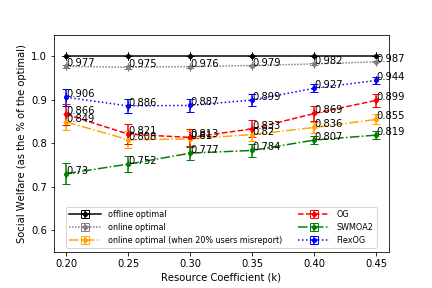 Social Welfare (as the % of the optimal)
1.0
0.9
0.8
0.7
0.6
0.977 0.975 0.976 0.979 0.982 0.987
0.906 0.886 0.887 0.899 0.927 0.944
0.866 0.821 0.813 0.833 0.869 0.899
0.849 0.82 0.836 0.855
0.73 0.752 0.777 0.784 0.807 0.819
offline optimal
online optimal
online optimal (when 20% users misreport)
OG
SWMOA2
FlexOG
0.20 0.25 0.30 0.35 0.40 0.45
Resource Coefficient (k)